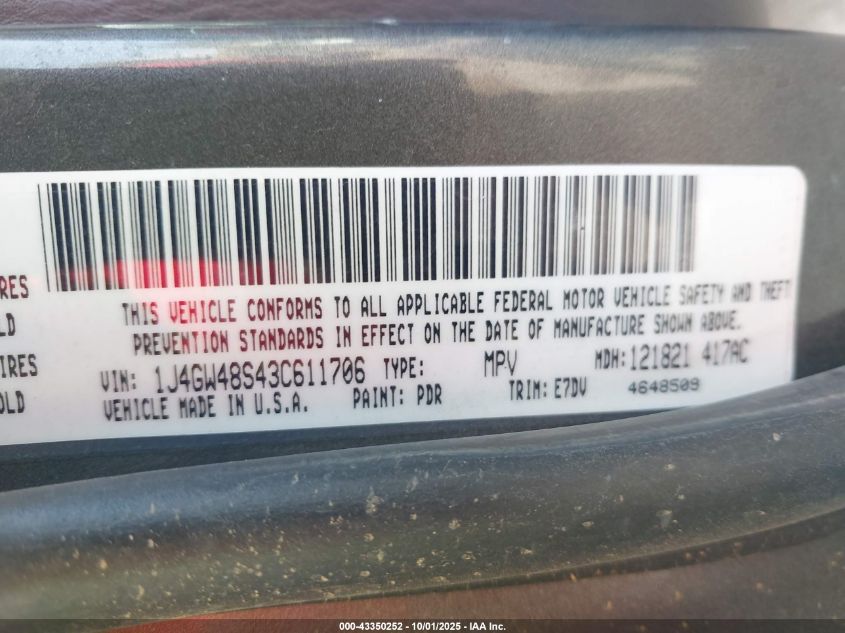 RES
LD
IRES
OLD
THIS VEHICLE CONFORMS TO ALL APPLICABLE FEDERAL MOTOR VEHICLE SAFETY AND THEFT
PREVENTION STANDARDS IN EFFECT ON THE DATE OF MANUFACTURE SHOWN ABOVE.
VIN: 1J4GW48S43C611706 TYPE: MPV MDH: 121821 417AC
VEHICLE MADE IN U.S.A. PAINT: PDR TRIM: E7DV 4648509
000-43350252 - 10/01/2025 - IAA Inc.